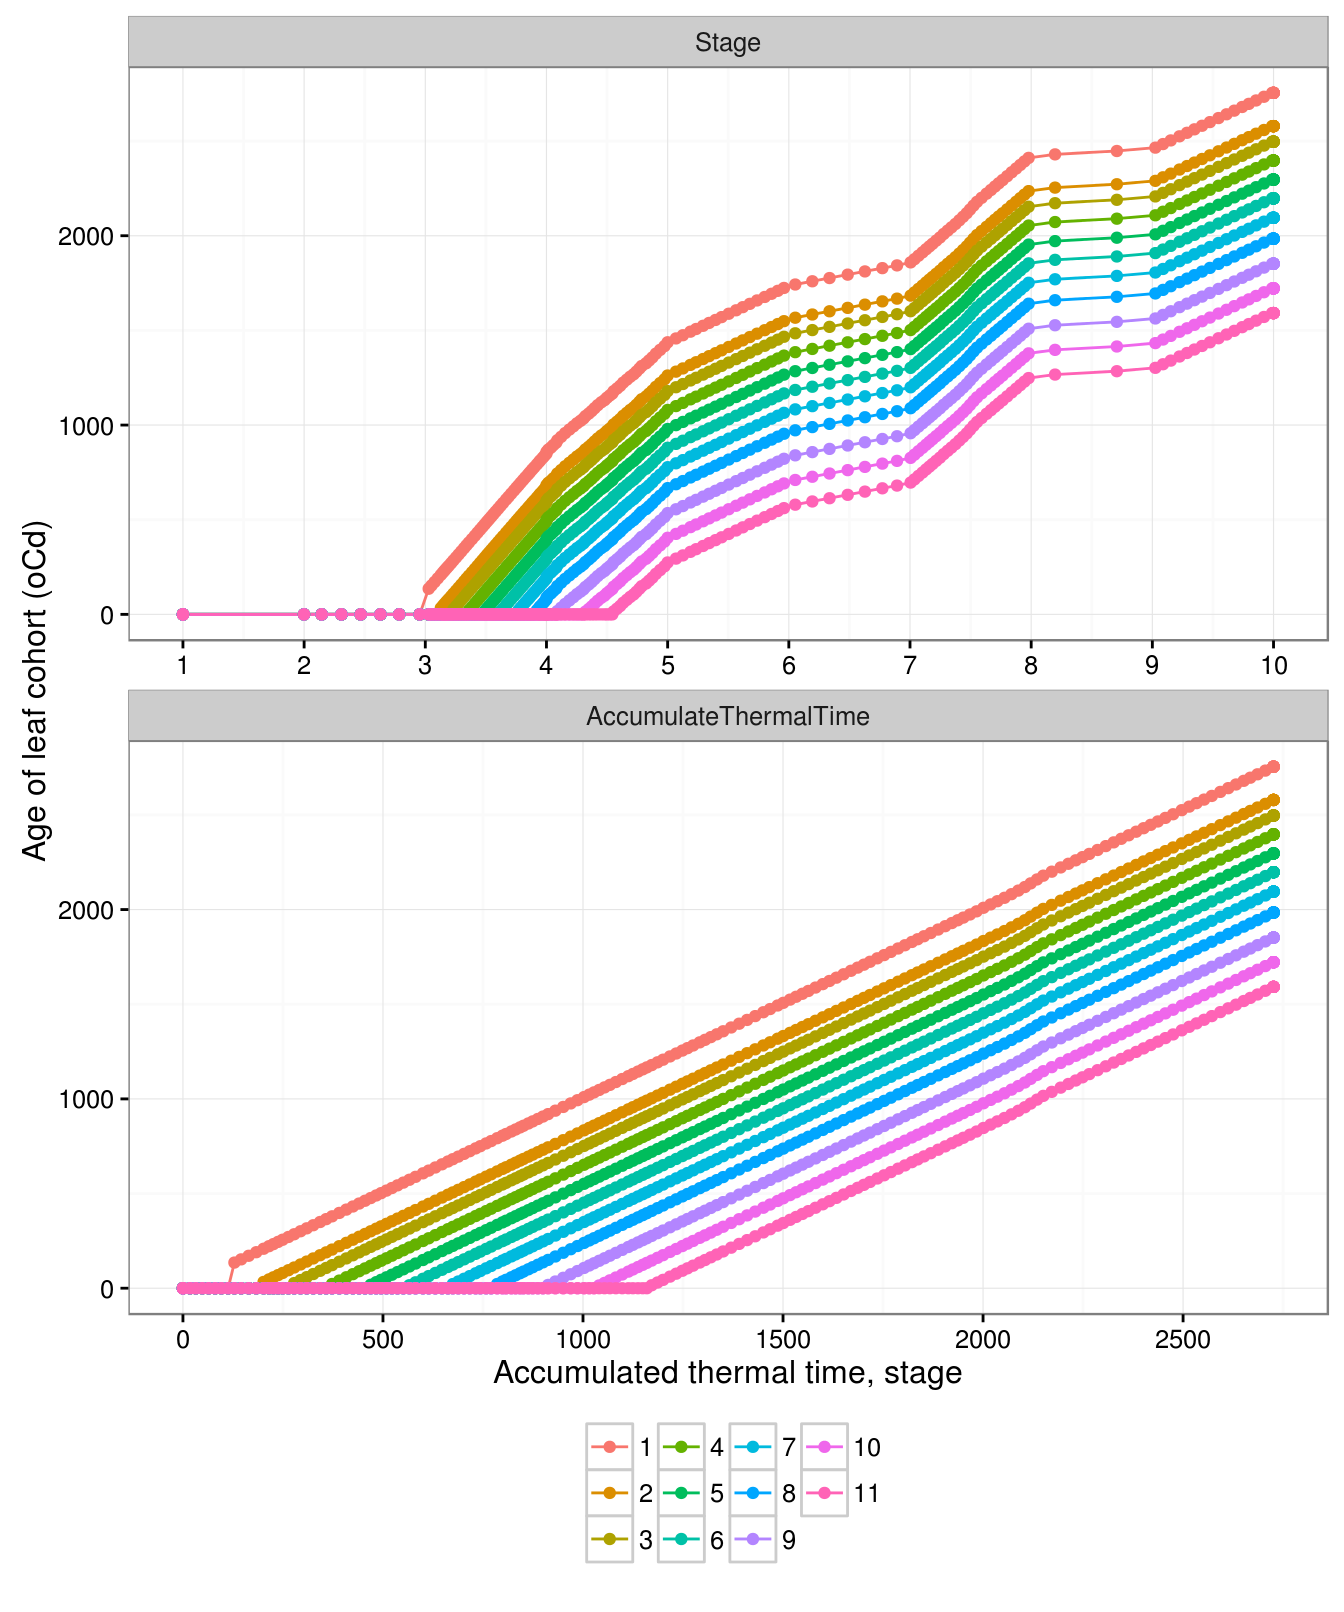 Stage
2000
1000
0
1 2 3 4 5 6 7 8 9 10
Age of leaf cohort (oCd)
AccumulateThermalTime
2000
1000
0
0 500 1000 1500 2000 2500
Accumulated thermal time, stage
1 4 7 10
2 5 8 11
3 6 9